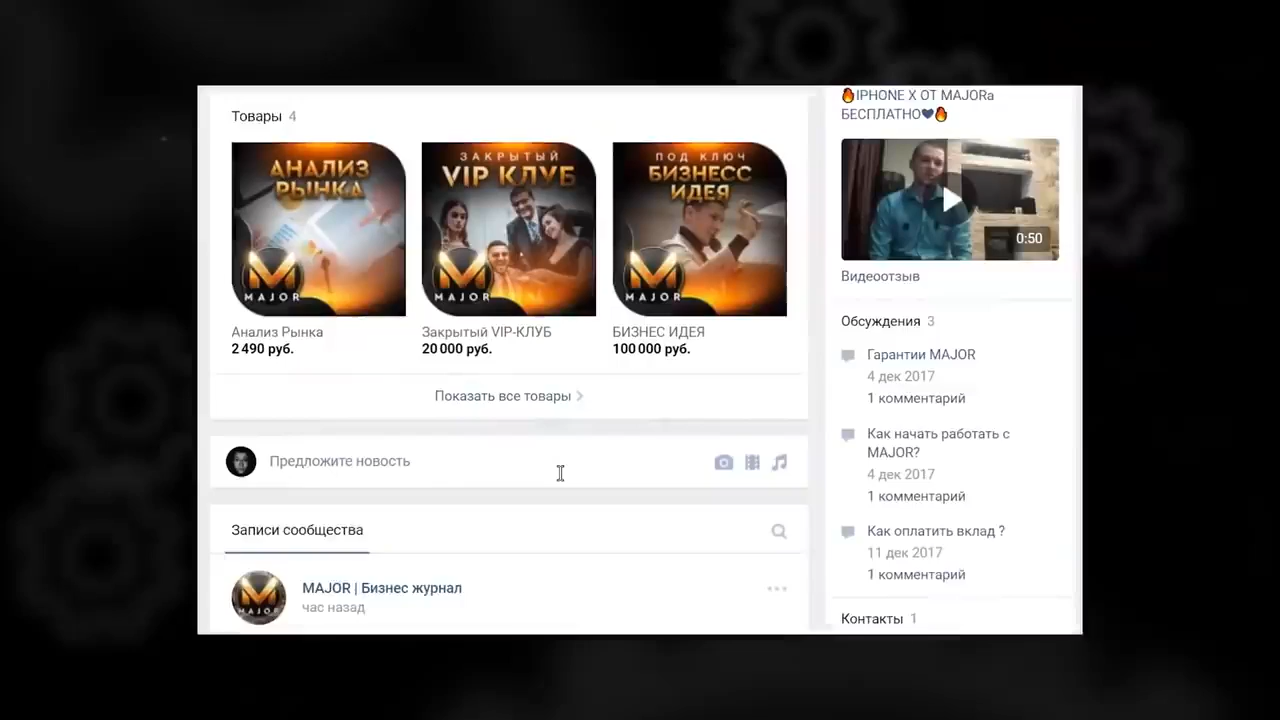 Товары 4
АНАЛИЗ
РЫНКА
MAJOR
ЗАКРЫТЫЙ
VIP КЛУБ
MAJOR
ПОД КЛЮЧ
БИЗНЕСС
ИДЕЯ
MAJOR
Анализ Рынка
2 490 руб.
Закрытый VIP-КЛУБ
20 000 руб.
БИЗНЕС ИДЕЯ
100 000 руб.
Показать все товары
Предложите новость
Записи сообщества
MAJOR
MAJOR | Бизнес журнал
час назад
🔥IPHONE X ОТ MAJORa
БЕСПЛАТНО♥🔥
0:50
Видеоотзыв
Обсуждения 3
Гарантии MAJOR
4 дек 2017
1 комментарий
Как начать работать с
MAJOR?
4 дек 2017
1 комментарий
Как оплатить вклад ?
11 дек 2017
1 комментарий
Контакты 1